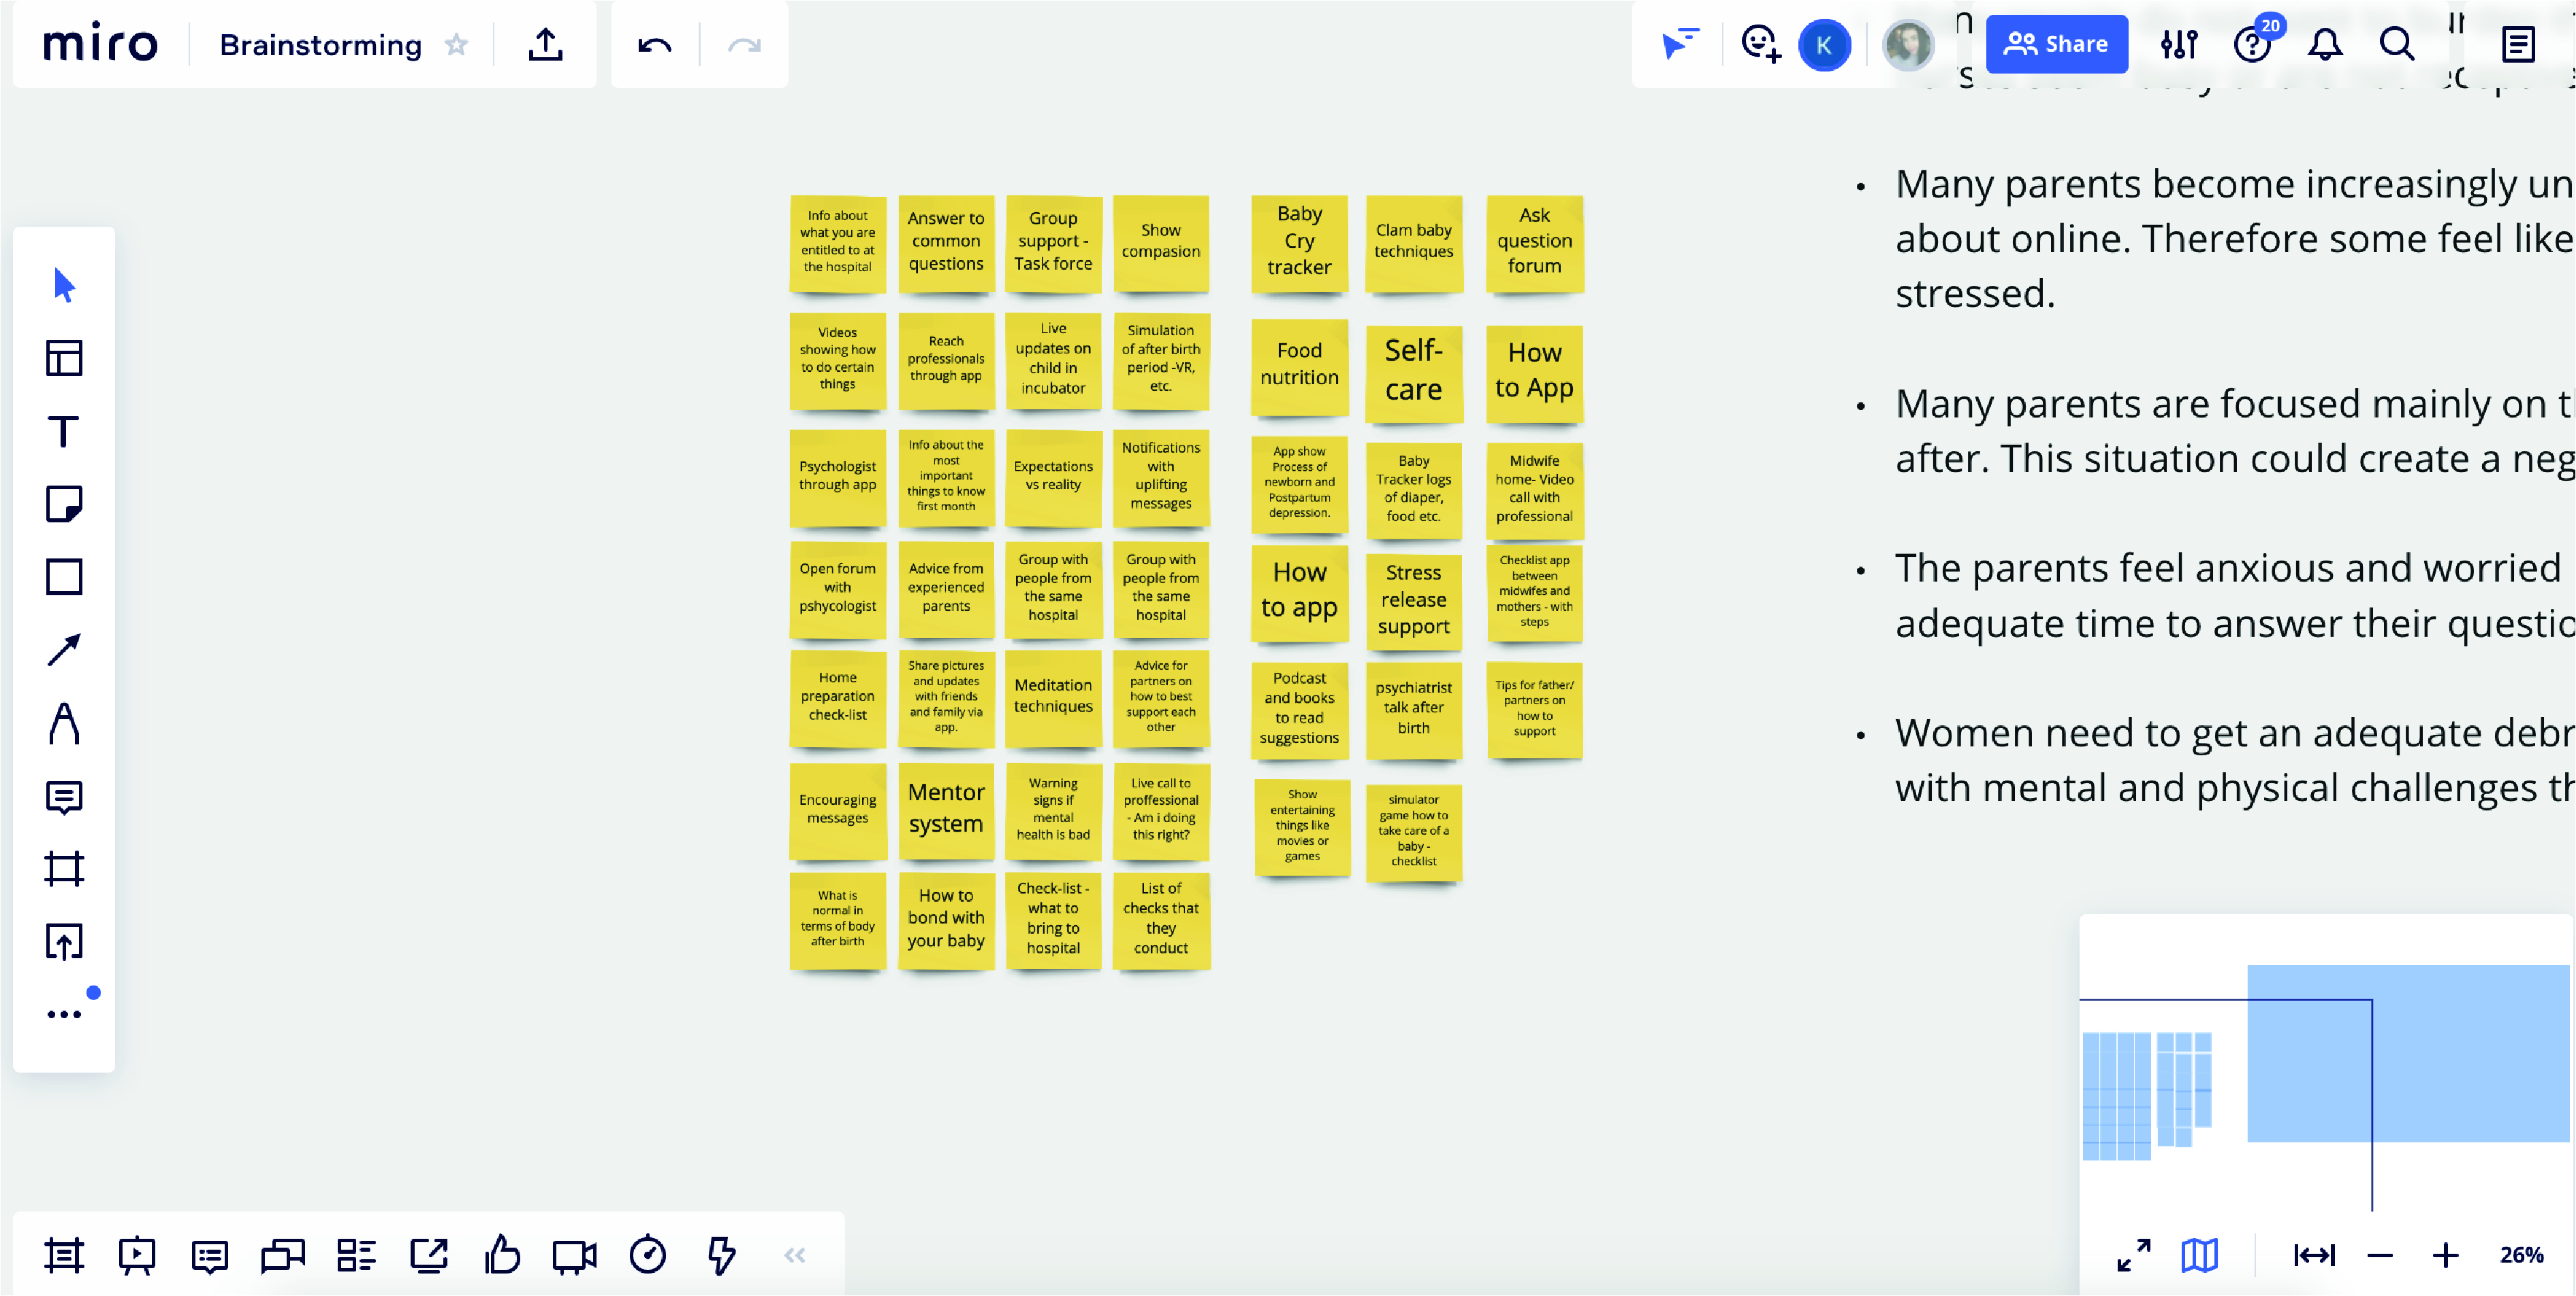 miro
Brainstorming
K
Share
20
Many parents become increasingly un
about online. Therefore some feel like
stressed.
Many parents are focused mainly on t
after. This situation could create a neg
The parents feel anxious and worried
adequate time to answer their questio
Women need to get an adequate debr
with mental and physical challenges th
Info about
what you are
entitled to at
the hospital
Answer to
common
questions
Group
support -
Task force
Show
compasion
Baby
Cry
tracker
Clam baby
techniques
Ask
question
forum
Videos
showing how
to do certain
things
Reach
professionals
through app
Live
updates on
child in
incubator
Simulation
of after birth
period -VR,
etc.
Food
nutrition
Self-
care
How
to App
Psychologist
through app
Info about the
most
important
things to know
first month
Expectations
vs reality
Notifications
with
uplifting
messages
App show
Process of
newborn and
Postpartum
depression.
Baby
Tracker logs
of diaper,
food etc.
Midwife
home- Video
call with
professional
Open forum
with
pshycologist
Advice from
experienced
parents
Group with
people from
the same
hospital
Group with
people from
the same
hospital
How
to app
Stress
release
support
Checklist app
between
midwifes and
mothers - with
steps
Home
preparation
check-list
Share pictures
and updates
with friends
and family via
app.
Meditation
techniques
Advice for
partners on
how to best
support each
other
Podcast
and books
to read
suggestions
psychiatrist
talk after
birth
Tips for father/
partners on
how to
support
Encouraging
messages
Mentor
system
Warning
signs if
mental
health is bad
Live call to
proffessional
- Am i doing
this right?
Show
entertaining
things like
movies or
games
simulator
game how to
take care of a
baby -
checklist
What is
normal in
terms of body
after birth
How to
bond with
your baby
Check-list -
what to
bring to
hospital
List of
checks that
they
conduct
26%